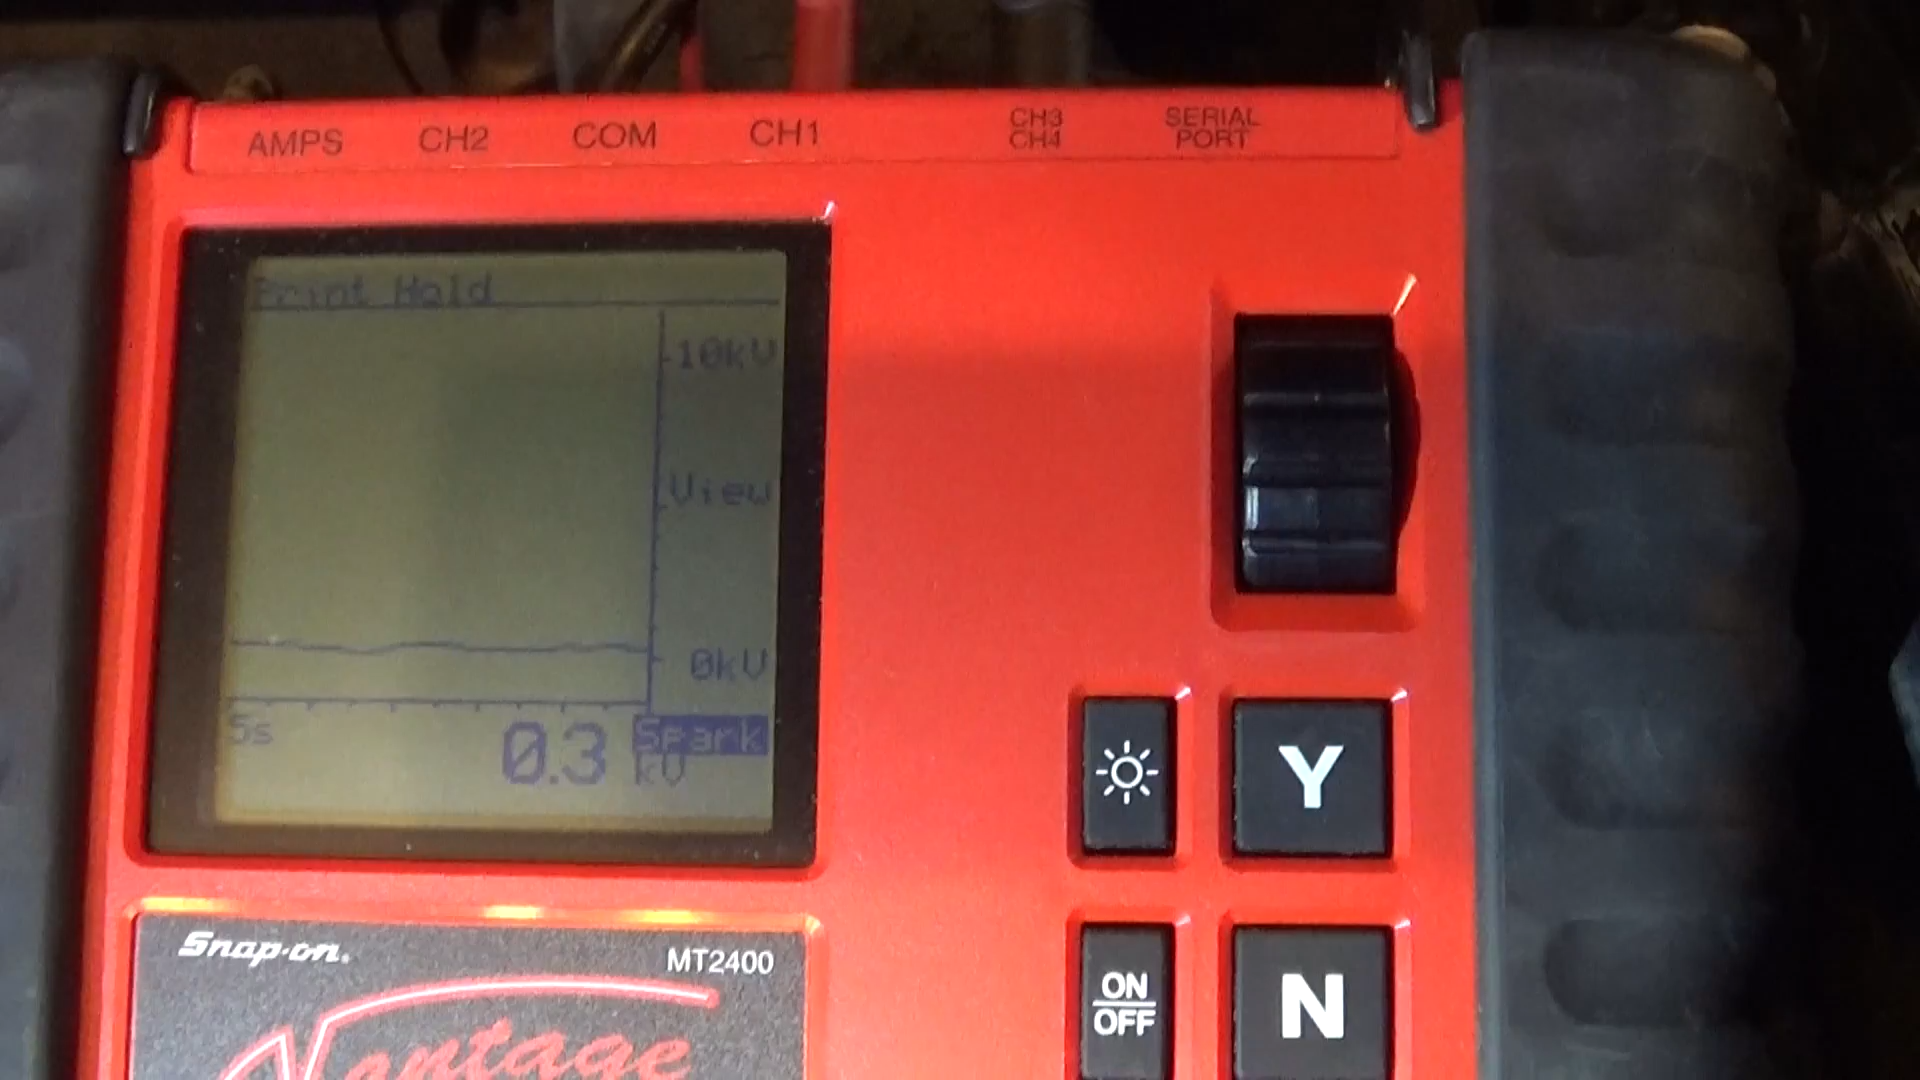 AMPS CH2 COM CH1 CH3 CH4 SERIAL PORT
Print Hold
10kV
View
0kV
5s 0.3 Spark kV
Y
Snap-on. MT2400
Vantage
ON OFF
N